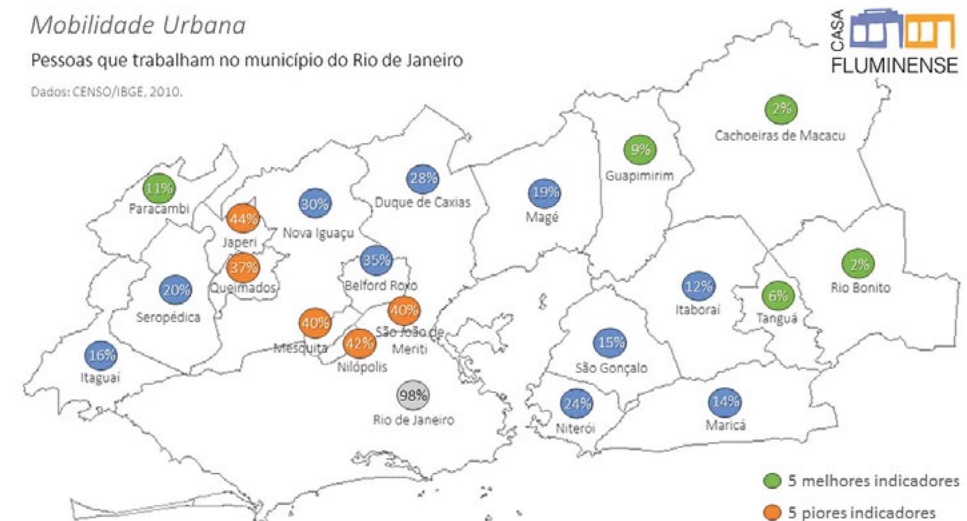 Mobilidade Urbana
Pessoas que trabalham no município do Rio de Janeiro
Dados: CENSO/IBGE, 2010.
CASA
FLUMINENSE
2%
Cachoeiras de Macacu
9%
Guapimirim
28%
Duque de Caxias
19%
Magé
11%
Paracambi
30%
Nova Iguaçu
44%
Japeri
37%
Queimados
35%
Belford Roxo
2%
Rio Bonito
20%
Seropédica
12%
Itaboraí
6%
Tanguá
40%
Mesquita
42%
Nilópolis
40%
São João de
Meriti
16%
Itaguaí
15%
São Gonçalo
98%
Rio de Janeiro
24%
Niterói
14%
Maricá
5 melhores indicadores
5 piores indicadores